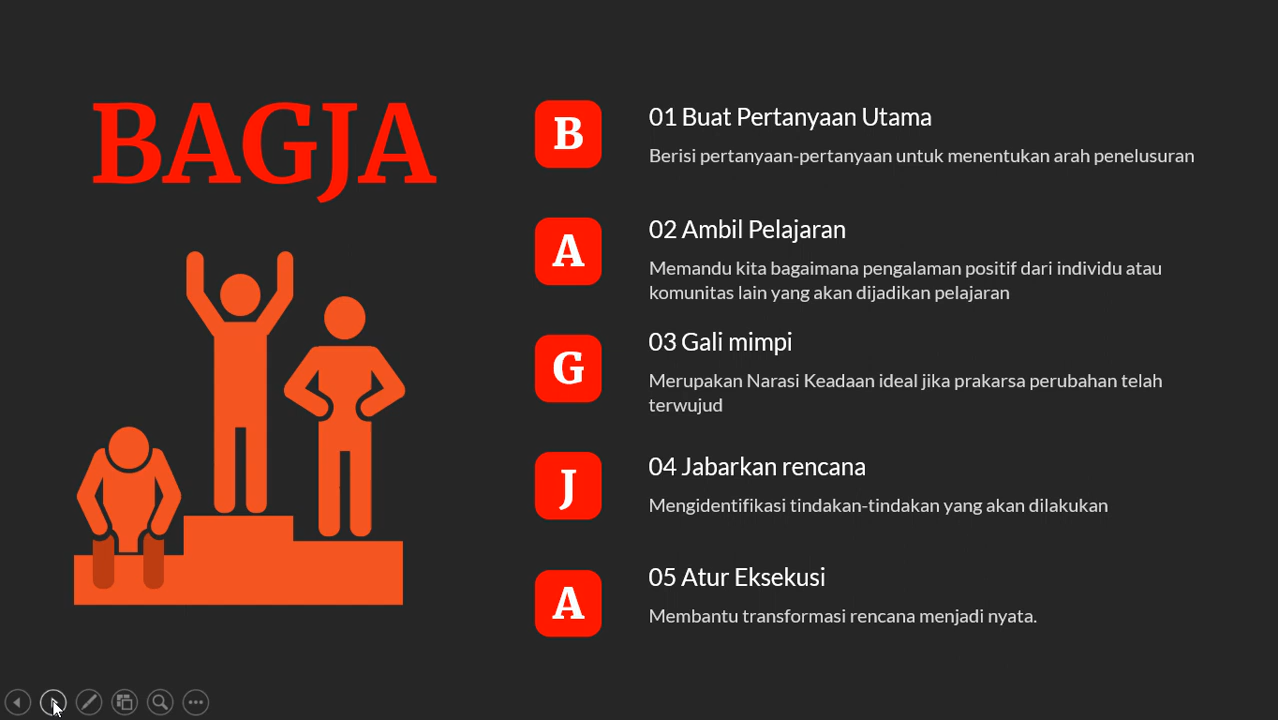 BAGJA
B
01 Buat Pertanyaan Utama
Berisi pertanyaan-pertanyaan untuk menentukan arah penelusuran
A
02 Ambil Pelajaran
Memandu kita bagaimana pengalaman positif dari individu atau
komunitas lain yang akan dijadikan pelajaran
G
03 Gali mimpi
Merupakan Narasi Keadaan ideal jika prakarsa perubahan telah
terwujud
J
04 Jabarkan rencana
Mengidentifikasi tindakan-tindakan yang akan dilakukan
A
05 Atur Eksekusi
Membantu transformasi rencana menjadi nyata.